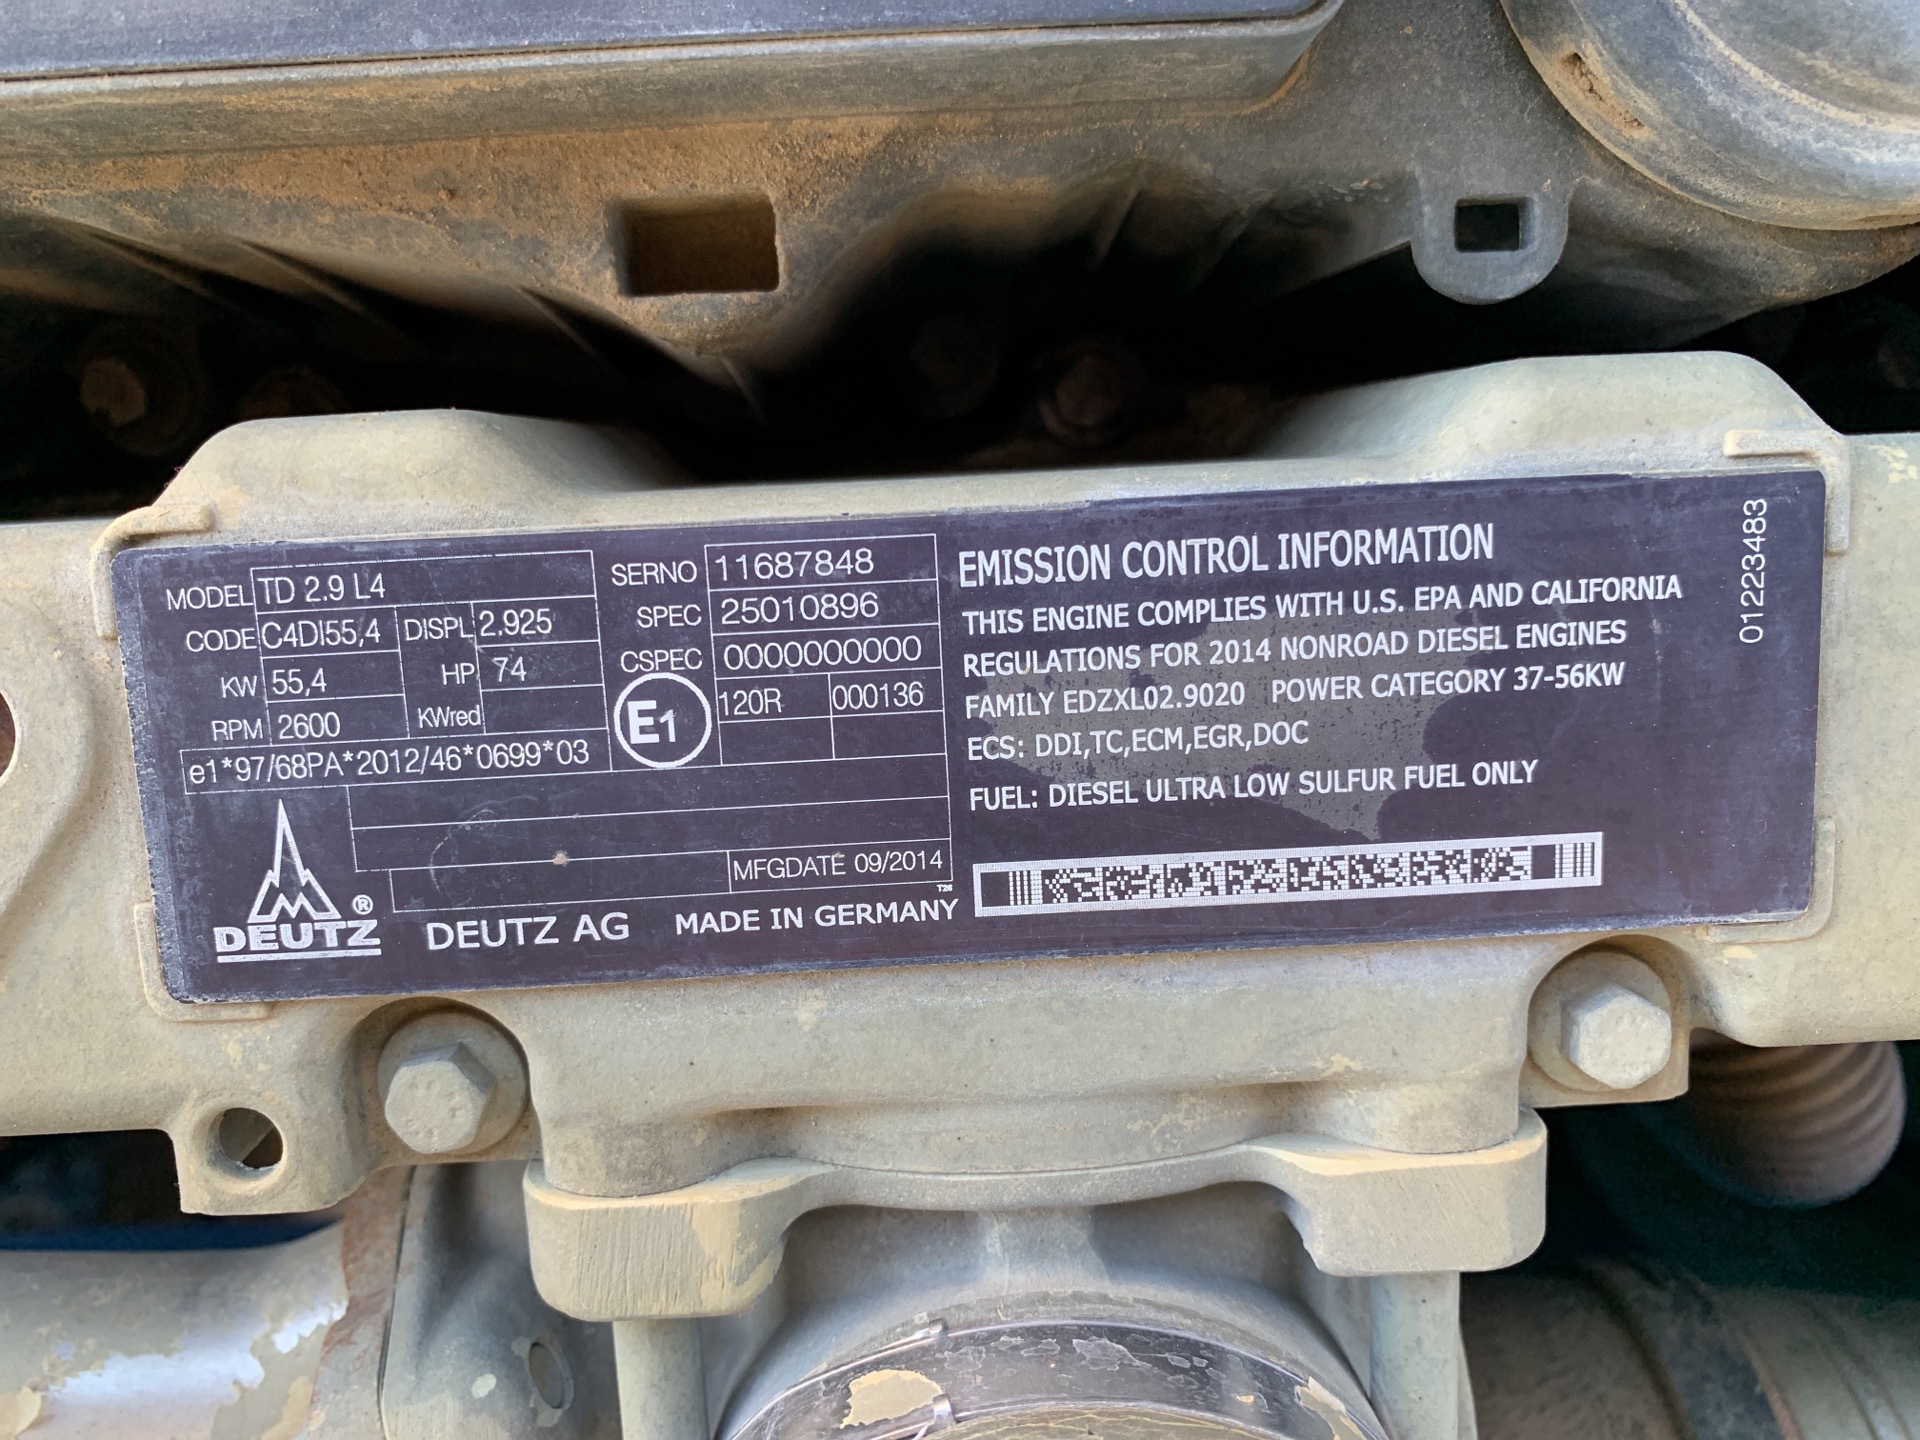 MODEL TD 2.9 L4
CODE C4DI55,4 DISPL 2.925
KW 55,4 HP 74
RPM 2600 KWred
e1*97/68PA*2012/46*0699*03
SERNO 11687848
SPEC 25010896
CSPEC 0000000000
E1 120R 000136
MFGDATE 09/2014
T26
DEUTZ ®
DEUTZ AG MADE IN GERMANY
EMISSION CONTROL INFORMATION
THIS ENGINE COMPLIES WITH U.S. EPA AND CALIFORNIA
REGULATIONS FOR 2014 NONROAD DIESEL ENGINES
FAMILY EDZXL02.9020 POWER CATEGORY 37-56KW
ECS: DDI,TC,ECM,EGR,DOC
FUEL: DIESEL ULTRA LOW SULFUR FUEL ONLY
01223483